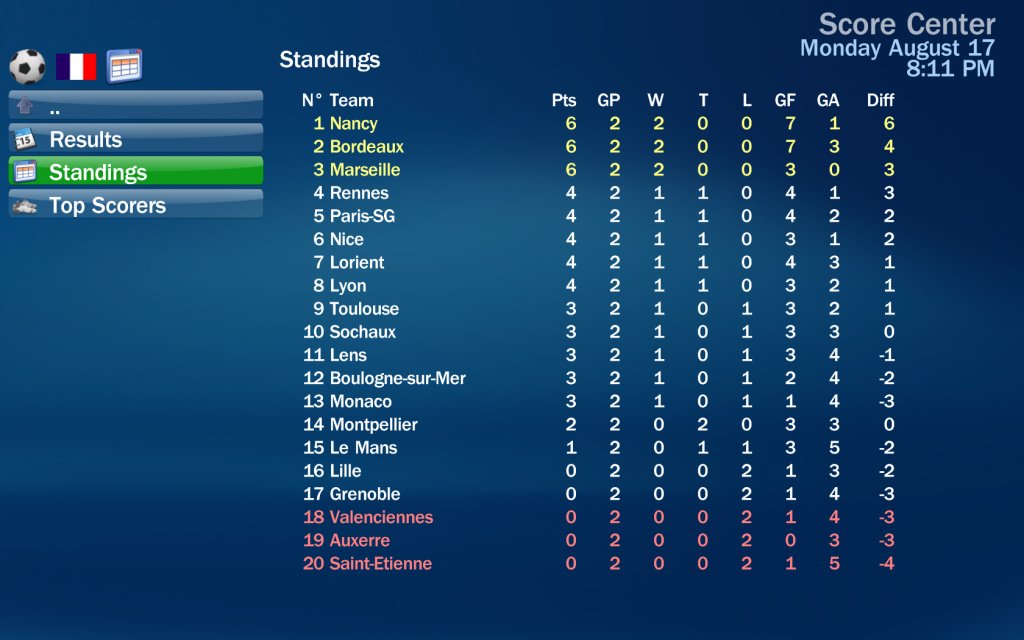 Score Center
Monday August 17
8:11 PM
..
Results
Standings
Top Scorers
Standings
N° Team Pts GP W T L GF GA Diff
1 Nancy 6 2 2 0 0 7 1 6
2 Bordeaux 6 2 2 0 0 7 3 4
3 Marseille 6 2 2 0 0 3 0 3
4 Rennes 4 2 1 1 0 4 1 3
5 Paris-SG 4 2 1 1 0 4 2 2
6 Nice 4 2 1 1 0 3 1 2
7 Lorient 4 2 1 1 0 4 3 1
8 Lyon 4 2 1 1 0 3 2 1
9 Toulouse 3 2 1 0 1 3 2 1
10 Sochaux 3 2 1 0 1 3 3 0
11 Lens 3 2 1 0 1 3 4 -1
12 Boulogne-sur-Mer 3 2 1 0 1 2 4 -2
13 Monaco 3 2 1 0 1 1 4 -3
14 Montpellier 2 2 0 2 0 3 3 0
15 Le Mans 1 2 0 1 1 3 5 -2
16 Lille 0 2 0 0 2 1 3 -2
17 Grenoble 0 2 0 0 2 1 4 -3
18 Valenciennes 0 2 0 0 2 1 4 -3
19 Auxerre 0 2 0 0 2 0 3 -3
20 Saint-Etienne 0 2 0 0 2 1 5 -4